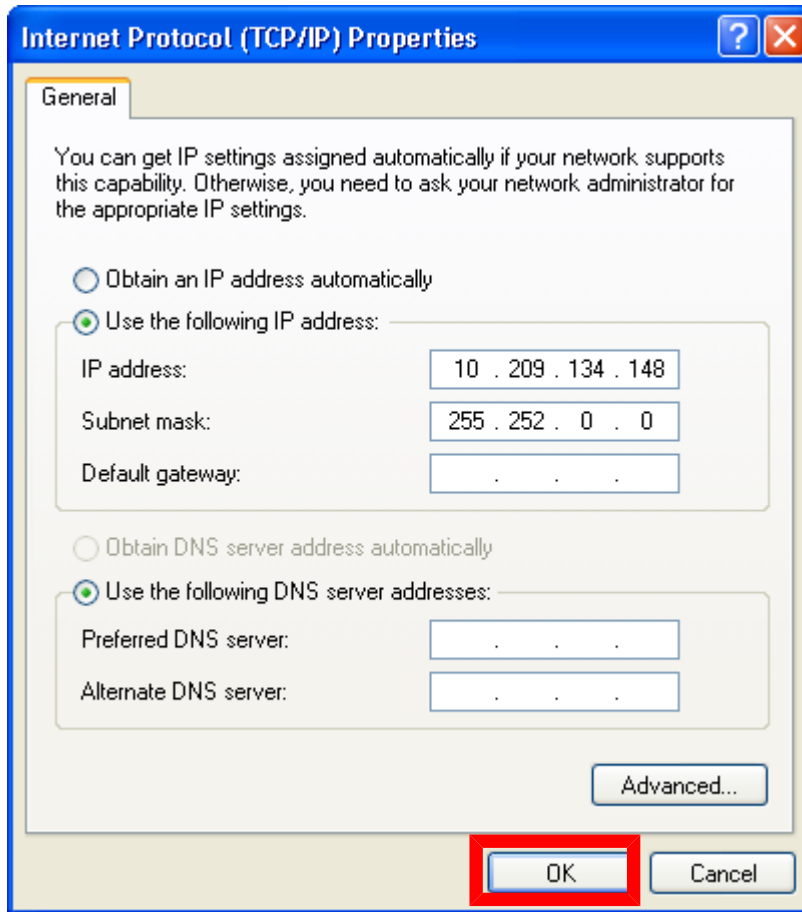 Internet Protocol (TCP/IP) Properties
General
You can get IP settings assigned automatically if your network supports
this capability. Otherwise, you need to ask your network administrator for
the appropriate IP settings.
Obtain an IP address automatically
Use the following IP address:
IP address: 10 . 209 . 134 . 148
Subnet mask: 255 . 252 . 0 . 0
Default gateway: . . .
Obtain DNS server address automatically
Use the following DNS server addresses:
Preferred DNS server: . . .
Alternate DNS server: . . .
Advanced...
OK Cancel